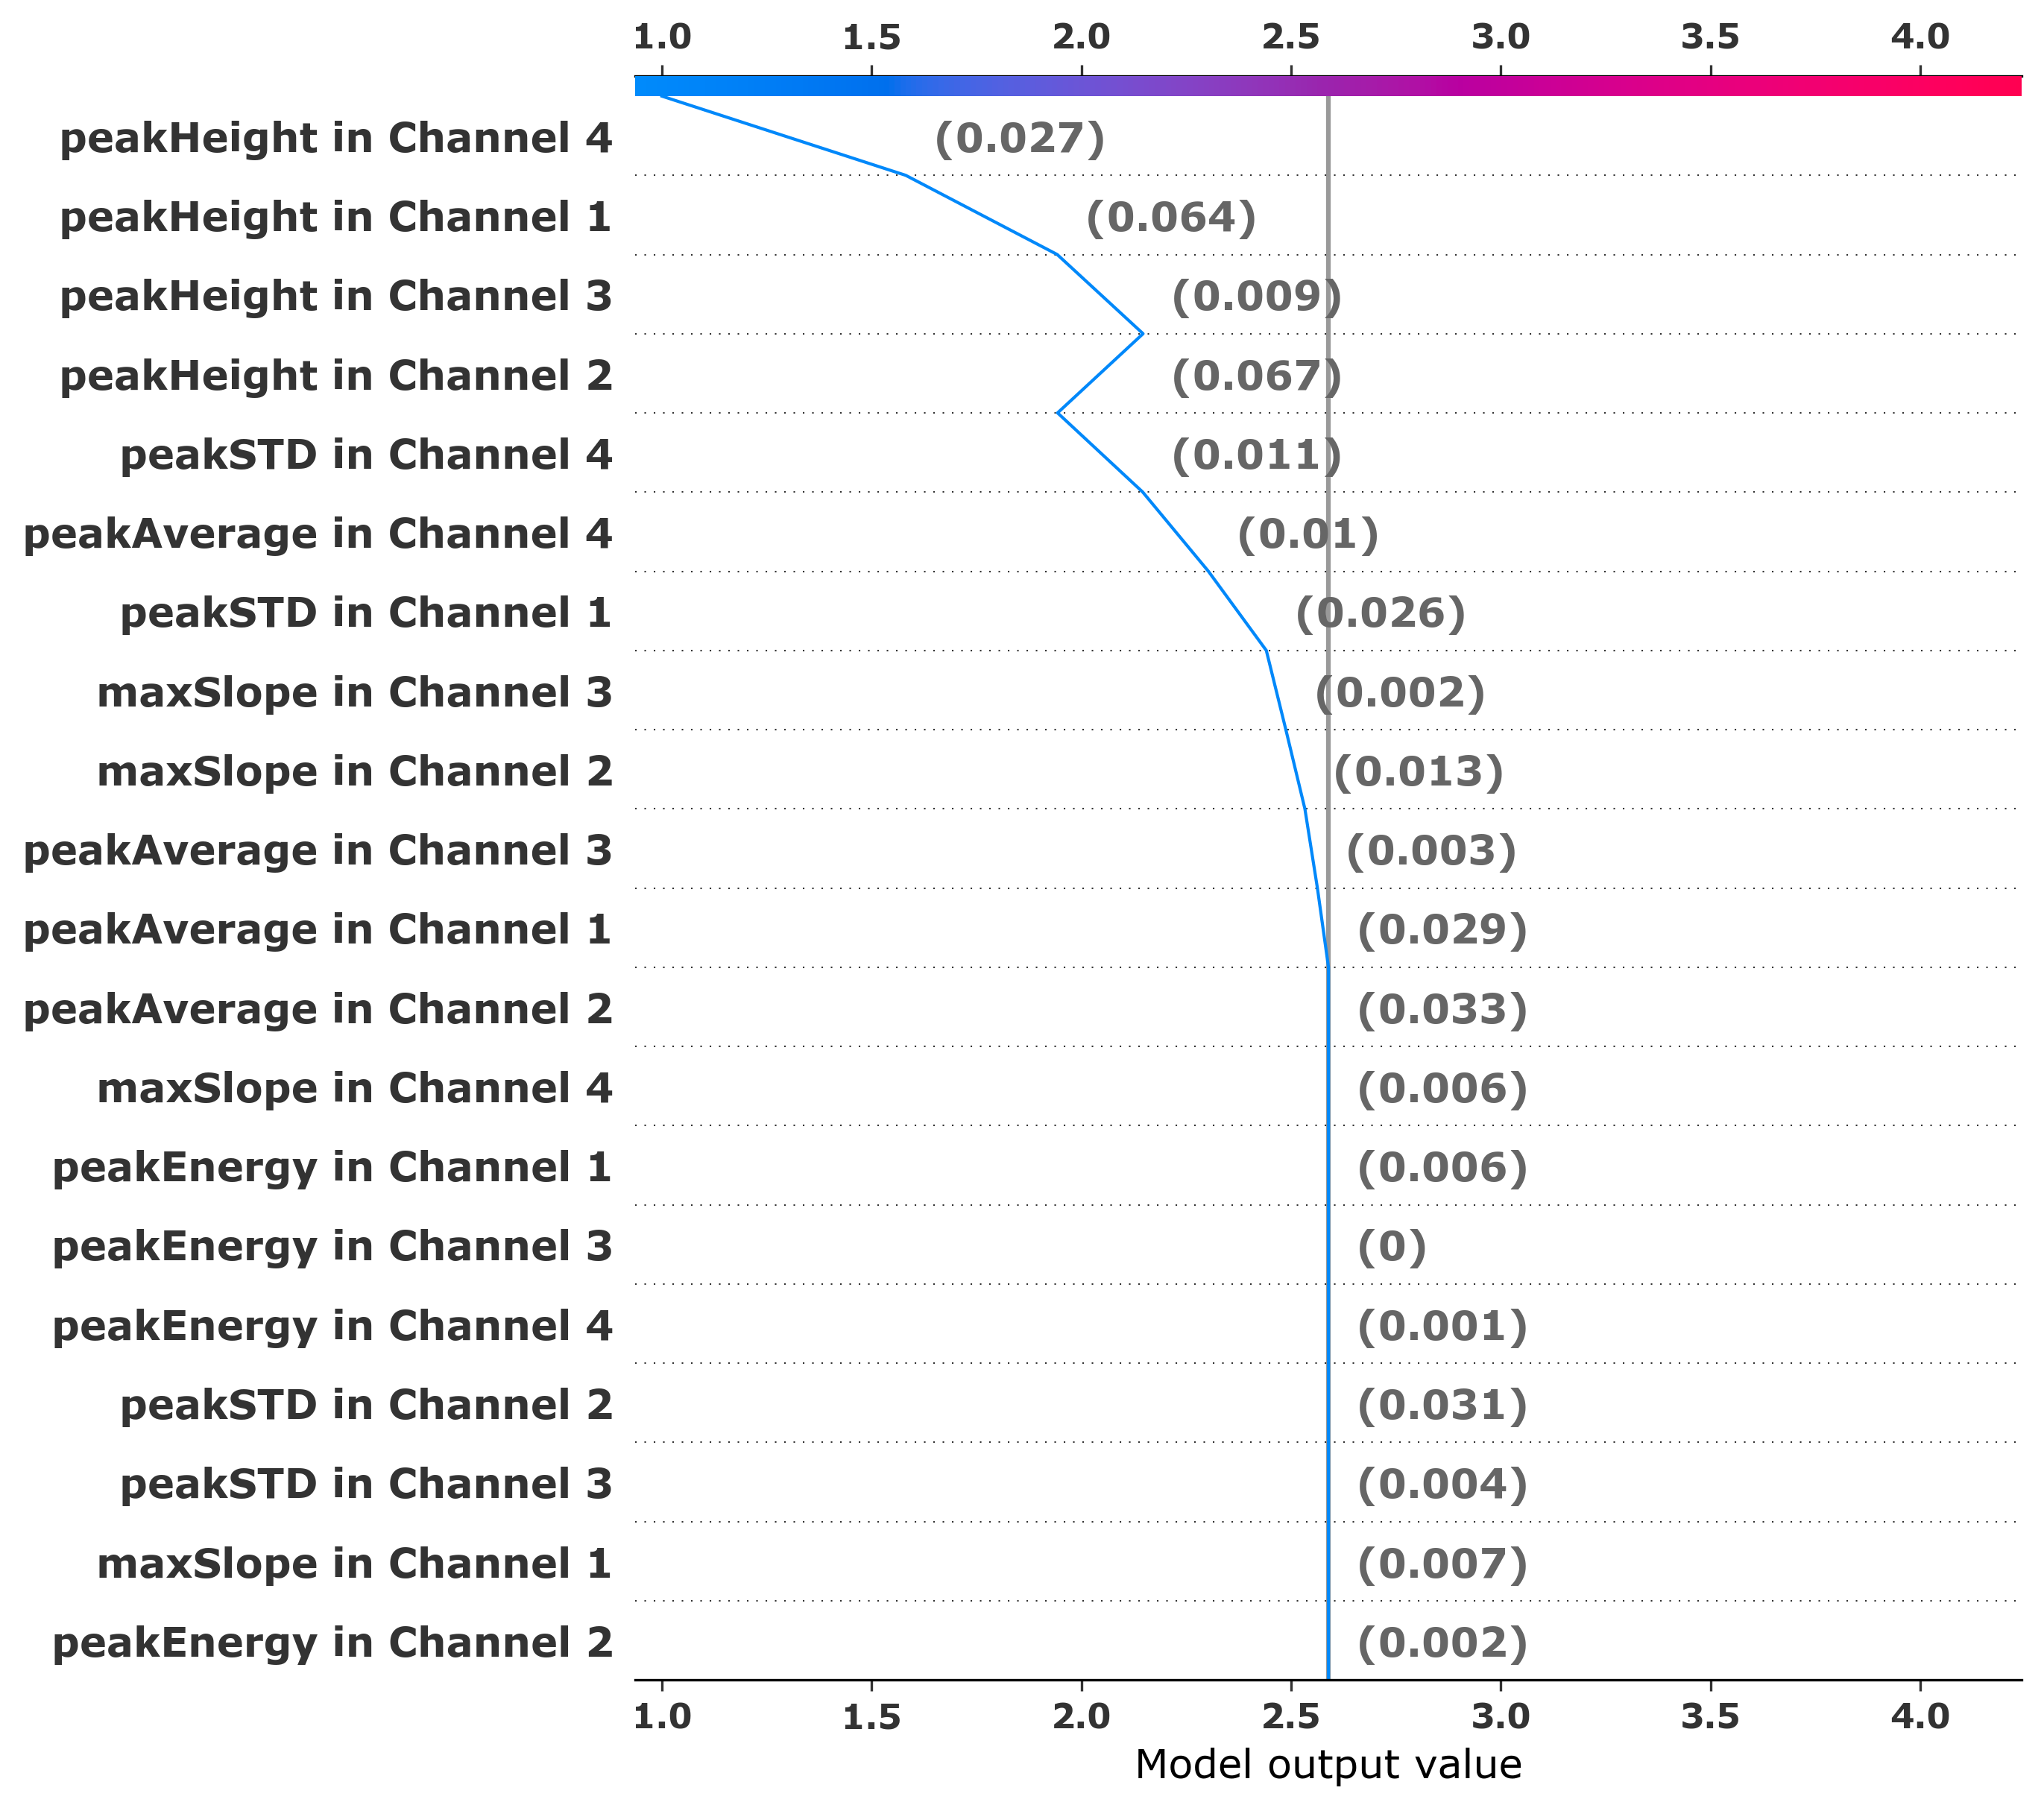 1.0 1.5 2.0 2.5 3.0 3.5 4.0
peakHeight in Channel 4 (0.027)
peakHeight in Channel 1 (0.064)
peakHeight in Channel 3 (0.009)
peakHeight in Channel 2 (0.067)
peakSTD in Channel 4 (0.011)
peakAverage in Channel 4 (0.01)
peakSTD in Channel 1 (0.026)
maxSlope in Channel 3 (0.002)
maxSlope in Channel 2 (0.013)
peakAverage in Channel 3 (0.003)
peakAverage in Channel 1 (0.029)
peakAverage in Channel 2 (0.033)
maxSlope in Channel 4 (0.006)
peakEnergy in Channel 1 (0.006)
peakEnergy in Channel 3 (0)
peakEnergy in Channel 4 (0.001)
peakSTD in Channel 2 (0.031)
peakSTD in Channel 3 (0.004)
maxSlope in Channel 1 (0.007)
peakEnergy in Channel 2 (0.002)
1.0 1.5 2.0 2.5 3.0 3.5 4.0
Model output value